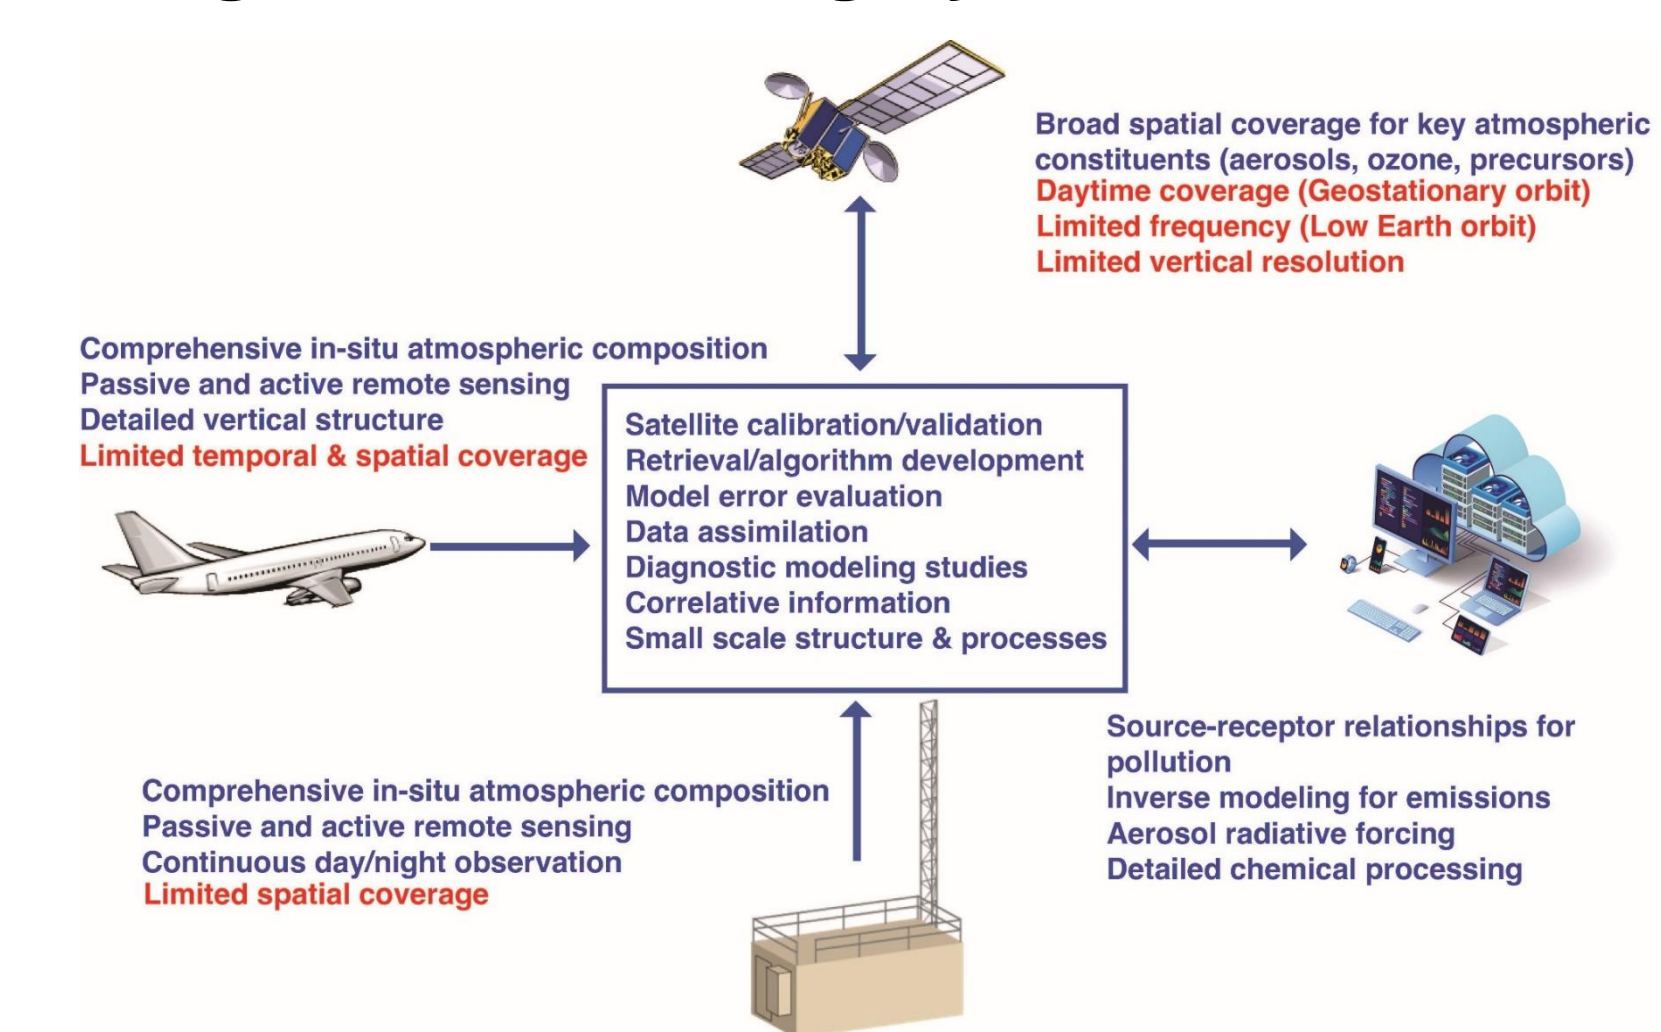 Broad spatial coverage for key atmospheric
constituents (aerosols, ozone, precursors)
Daytime coverage (Geostationary orbit)
Limited frequency (Low Earth orbit)
Limited vertical resolution
Comprehensive in-situ atmospheric composition
Passive and active remote sensing
Detailed vertical structure
Limited temporal & spatial coverage
Satellite calibration/validation
Retrieval/algorithm development
Model error evaluation
Data assimilation
Diagnostic modeling studies
Correlative information
Small scale structure & processes
Source-receptor relationships for
pollution
Inverse modeling for emissions
Aerosol radiative forcing
Detailed chemical processing
Comprehensive in-situ atmospheric composition
Passive and active remote sensing
Continuous day/night observation
Limited spatial coverage